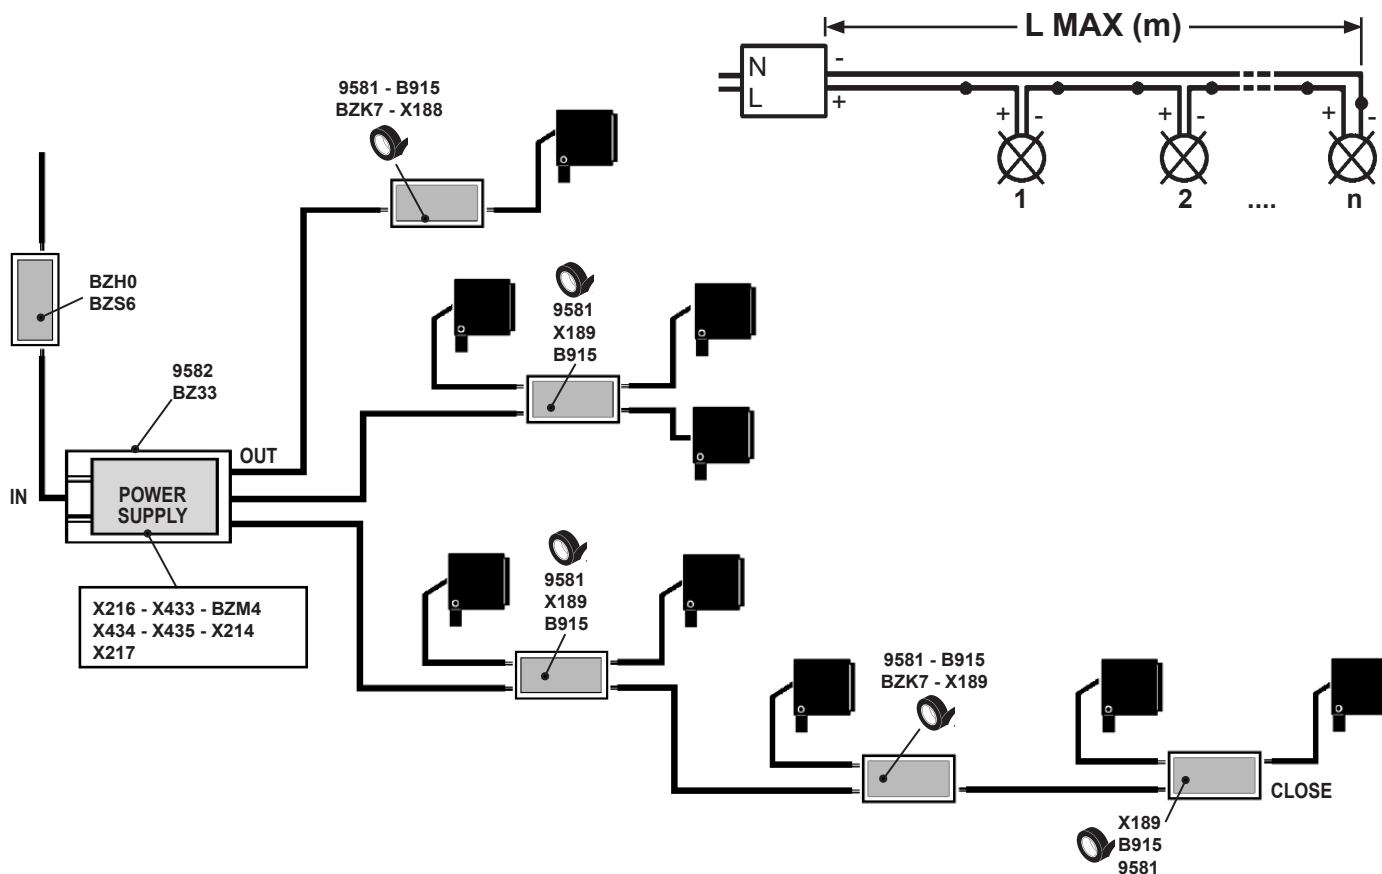 L MAX (m)
N
L
-
+
+
-
+
-
+
-
1
2
....
n
9581 - B915
BZK7 - X188
BZH0
BZS6
9581
X189
B915
9582
BZ33
OUT
IN
POWER
SUPPLY
X216 - X433 - BZM4
X434 - X435 - X214
X217
9581
X189
B915
9581 - B915
BZK7 - X189
CLOSE
X189
B915
9581